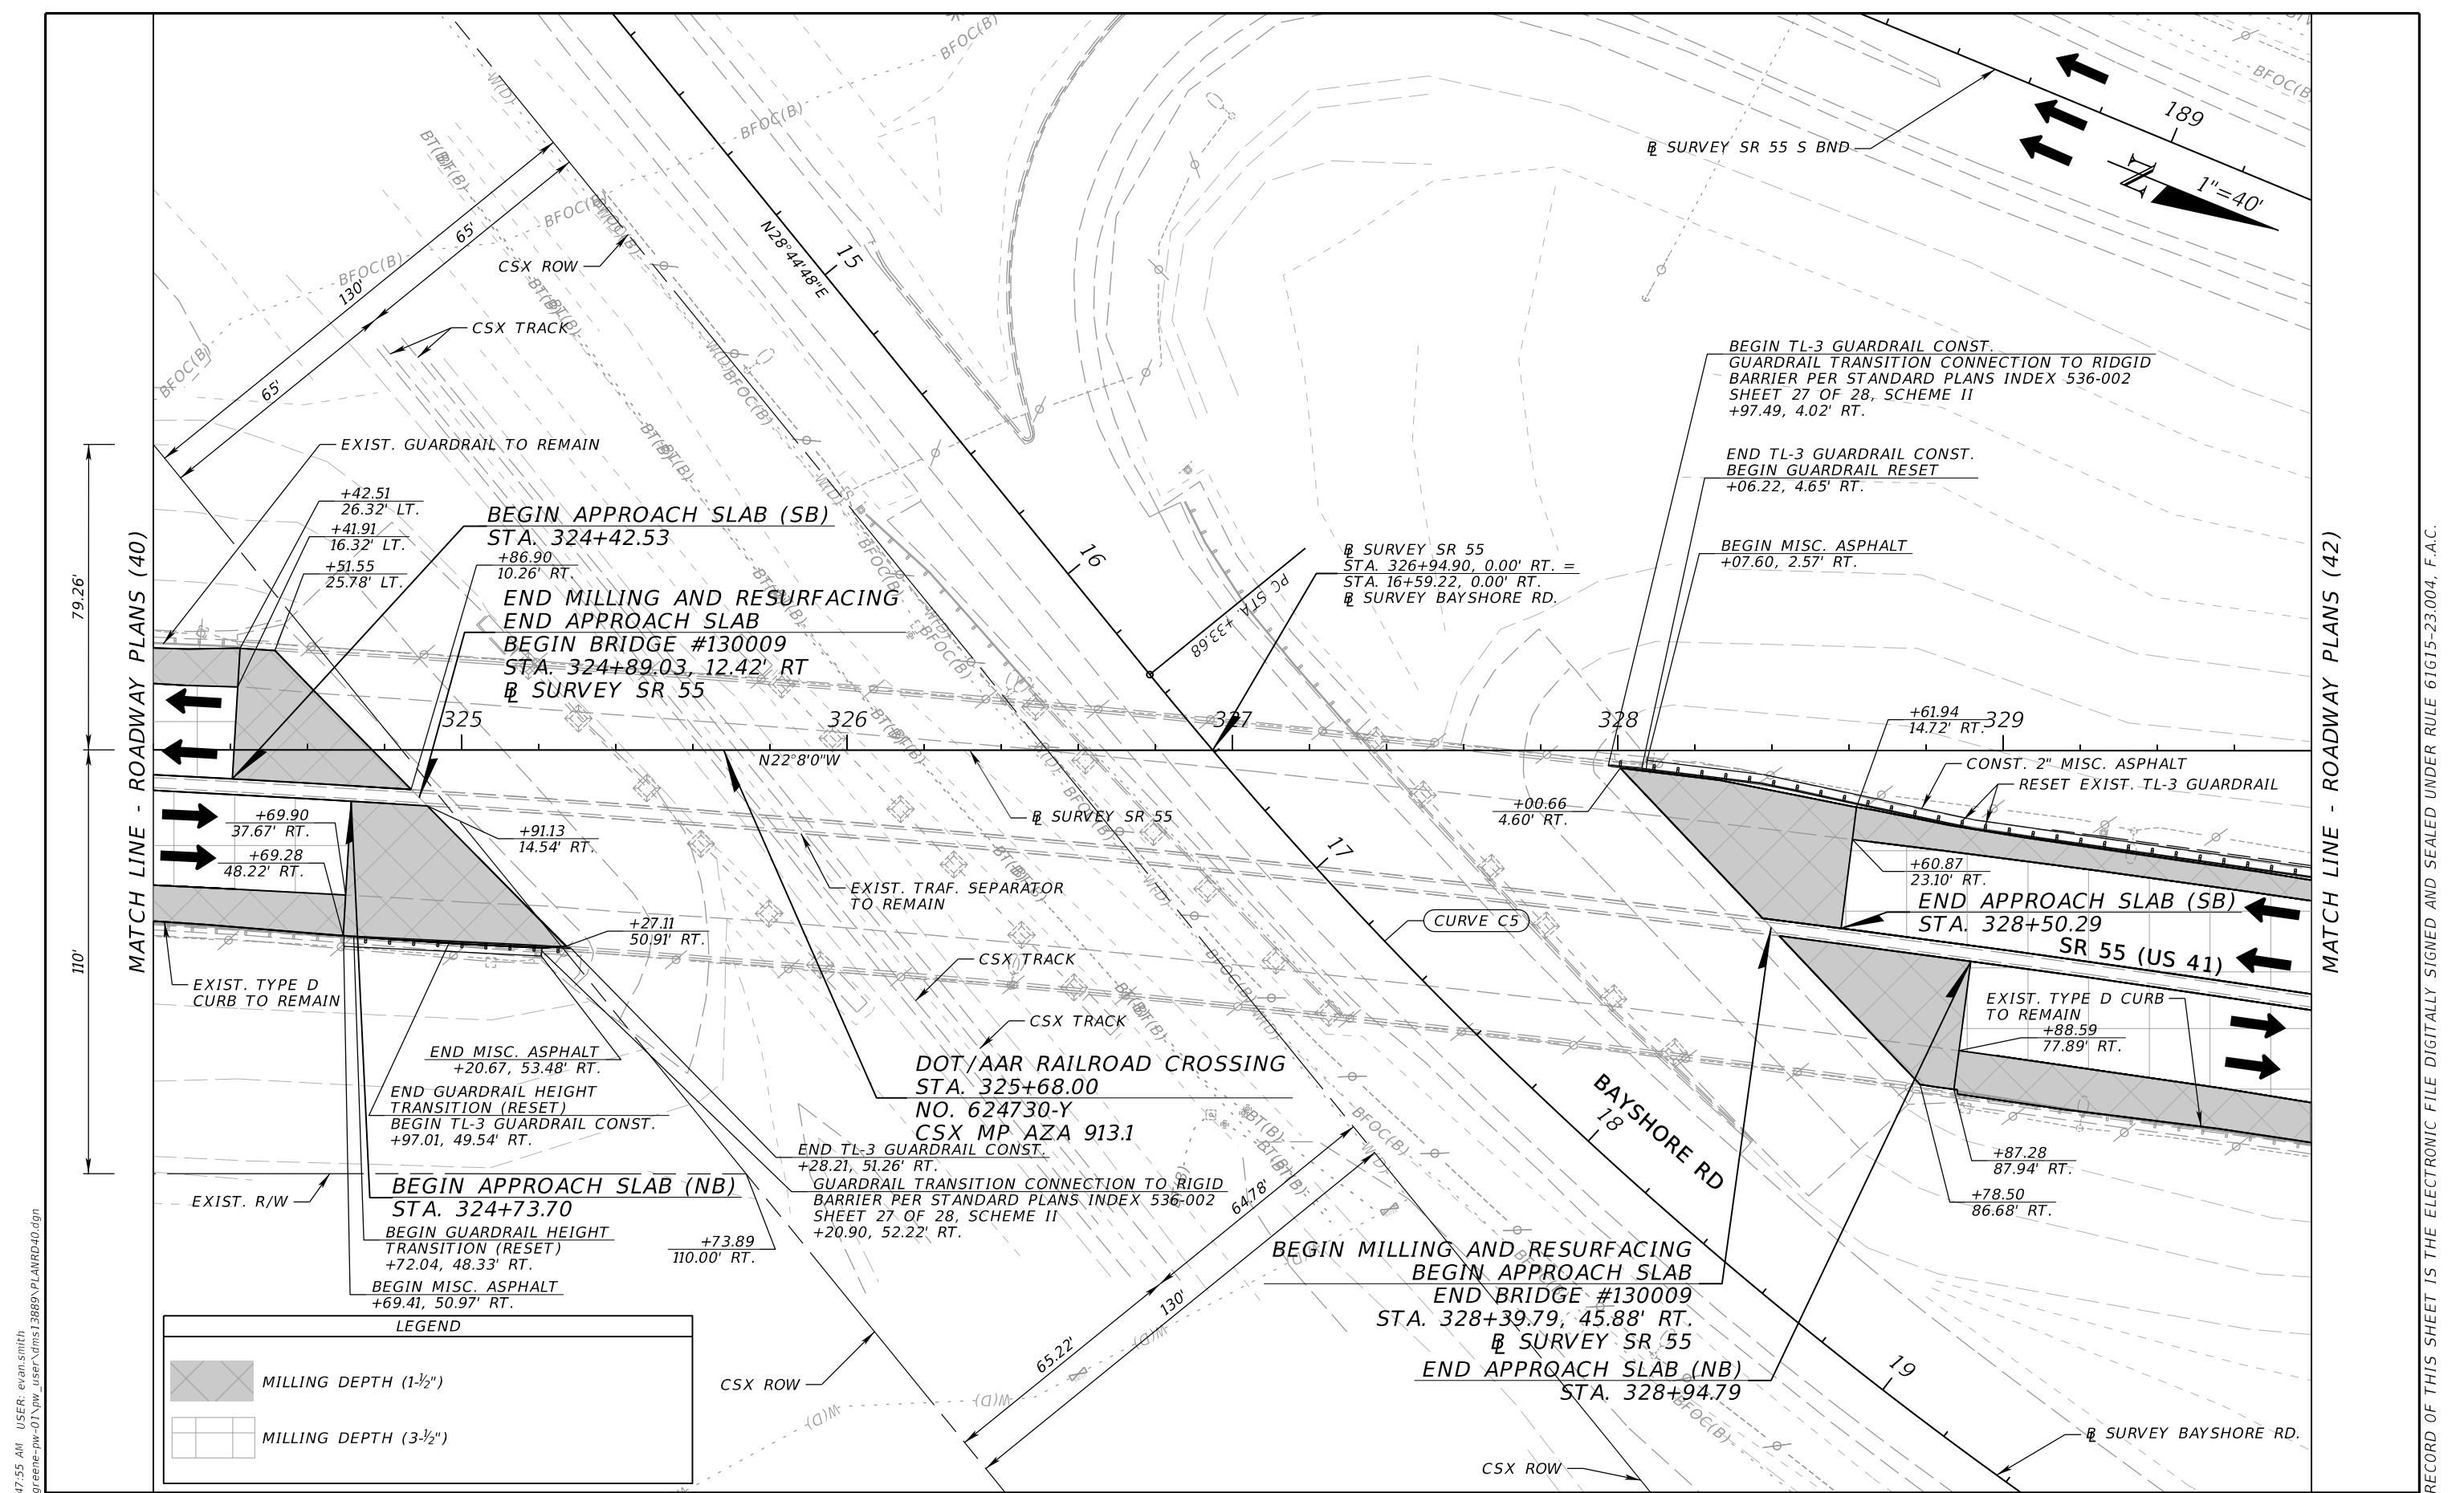 BFOC(B)
W(D)
BFOC(B)
BT(B)
BFOC(B)
BFOC(B)
BFOC(B)
BFOC(B)
℄ SURVEY SR 55 S BND
189
N
1"=40'
65'
130'
65'
CSX ROW
CSX TRACK
N28°44'48"E
15
16
EXIST. GUARDRAIL TO REMAIN
+42.51
26.32' LT.
+41.91
16.32' LT.
+51.55
25.78' LT.
BEGIN APPROACH SLAB (SB)
STA. 324+42.53
+86.90
10.26' RT.
END MILLING AND RESURFACING
END APPROACH SLAB
BEGIN BRIDGE #130009
STA. 324+89.03, 12.42' RT
℄ SURVEY SR 55
℄ SURVEY SR 55
STA. 326+94.90, 0.00' RT. =
STA. 16+59.22, 0.00' RT.
℄ SURVEY BAYSHORE RD.
PC STA. +33.68
BEGIN TL-3 GUARDRAIL CONST.
GUARDRAIL TRANSITION CONNECTION TO RIDGID
BARRIER PER STANDARD PLANS INDEX 536-002
SHEET 27 OF 28, SCHEME II
+97.49, 4.02' RT.
END TL-3 GUARDRAIL CONST.
BEGIN GUARDRAIL RESET
+06.22, 4.65' RT.
BEGIN MISC. ASPHALT
+07.60, 2.57' RT.
MATCH LINE - ROADWAY PLANS (40)
79.26'
110'
325
326
327
328
329
N22°8'0"W
℄ SURVEY SR 55
+61.94
14.72' RT.
CONST. 2" MISC. ASPHALT
RESET EXIST. TL-3 GUARDRAIL
+00.66
4.60' RT.
+60.87
23.10' RT.
END APPROACH SLAB (SB)
STA. 328+50.29
SR 55 (US 41)
EXIST. TYPE D CURB
TO REMAIN
+88.59
77.89' RT.
+87.28
87.94' RT.
+78.50
86.68' RT.
MATCH LINE - ROADWAY PLANS (42)
+69.90
37.67' RT.
+69.28
48.22' RT.
+91.13
14.54' RT.
EXIST. TRAF. SEPARATOR
TO REMAIN
+27.11
50.91' RT.
CSX TRACK
CSX TRACK
17
CURVE C5
EXIST. TYPE D
CURB TO REMAIN
END MISC. ASPHALT
+20.67, 53.48' RT.
END GUARDRAIL HEIGHT
TRANSITION (RESET)
BEGIN TL-3 GUARDRAIL CONST.
+97.01, 49.54' RT.
DOT/AAR RAILROAD CROSSING
STA. 325+68.00
NO. 624730-Y
CSX MP AZA 913.1
END TL-3 GUARDRAIL CONST.
+28.21, 51.26' RT.
GUARDRAIL TRANSITION CONNECTION TO RIGID
BARRIER PER STANDARD PLANS INDEX 536-002
SHEET 27 OF 28, SCHEME II
+20.90, 52.22' RT.
EXIST. R/W
BEGIN APPROACH SLAB (NB)
STA. 324+73.70
BEGIN GUARDRAIL HEIGHT
TRANSITION (RESET)
+72.04, 48.33' RT.
BEGIN MISC. ASPHALT
+69.41, 50.97' RT.
+73.89
110.00' RT.
BAYSHORE RD
18
64.78'
130'
65.22'
BEGIN MILLING AND RESURFACING
BEGIN APPROACH SLAB
END BRIDGE #130009
STA. 328+39.79, 45.88' RT.
℄ SURVEY SR 55
END APPROACH SLAB (NB)
STA. 328+94.79
CSX ROW
CSX ROW
19
℄ SURVEY BAYSHORE RD.
LEGEND
MILLING DEPTH (1-½")
MILLING DEPTH (3-½")
47:55 AM USER: evan.smith
greene-pw-01\pw_user\dms13889\PLANRD40.dgn
RECORD OF THIS SHEET IS THE ELECTRONIC FILE DIGITALLY SIGNED AND SEALED UNDER RULE 61G15-23.004, F.A.C.